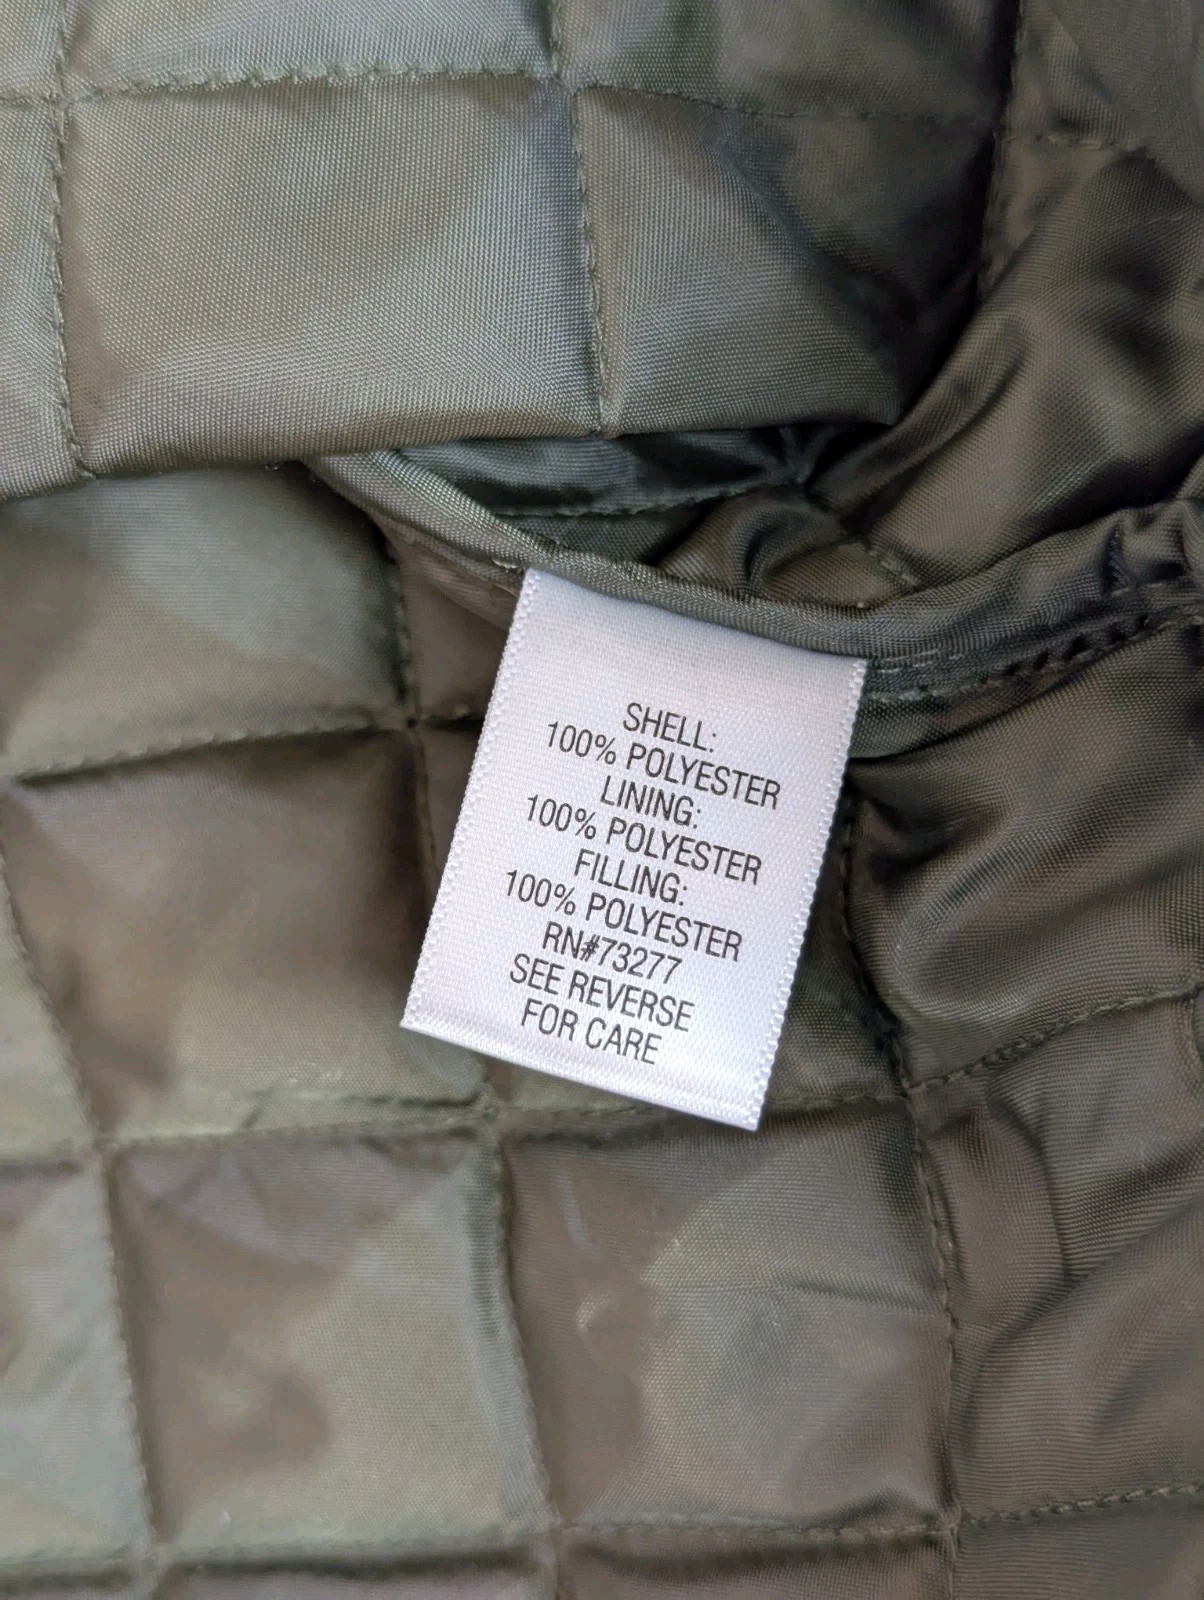 SHELL:
100% POLYESTER
LINING:
100% POLYESTER
FILLING:
100% POLYESTER
RN#73277
SEE REVERSE
FOR CARE